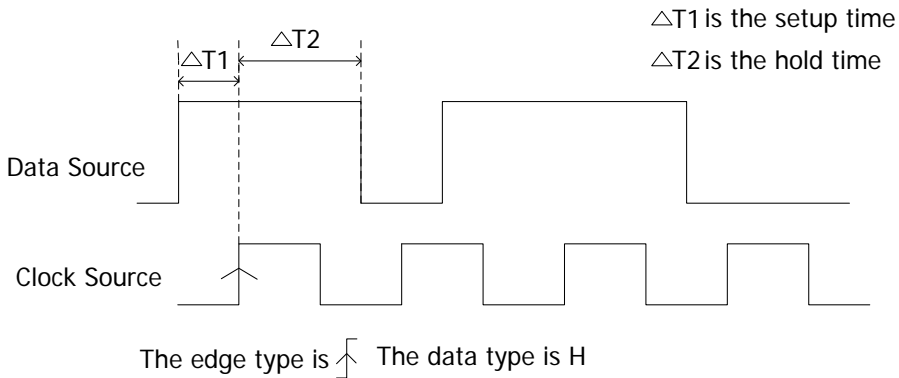 △T1 is the setup time
△T2 is the hold time
△T1
△T2
Data Source
Clock Source
The edge type is
The data type is H